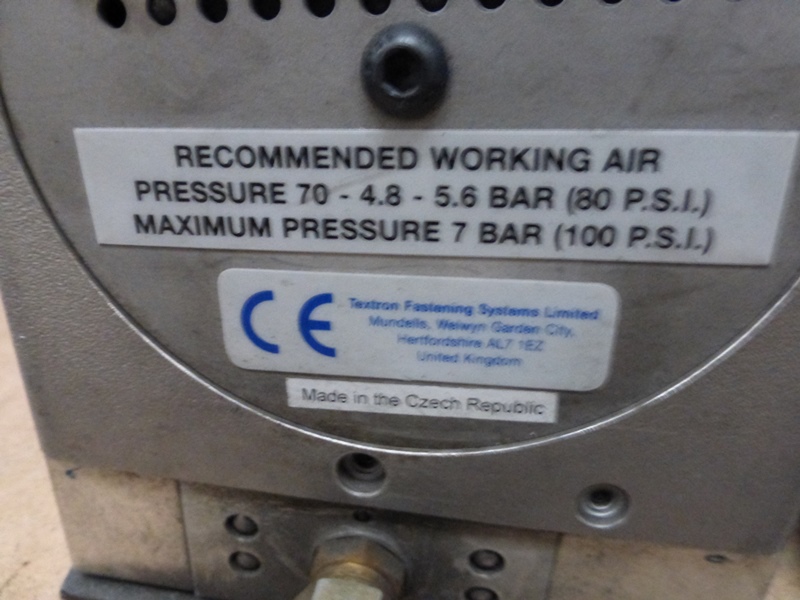 RECOMMENDED WORKING AIR
PRESSURE 70 - 4.8 - 5.6 BAR (80 P.S.I.)
MAXIMUM PRESSURE 7 BAR (100 P.S.I.)
CE
Textron Fastening Systems Limited
Mundells, Welwyn Garden City,
Hertfordshire AL7 1EZ
United Kingdom
Made in the Czech Republic